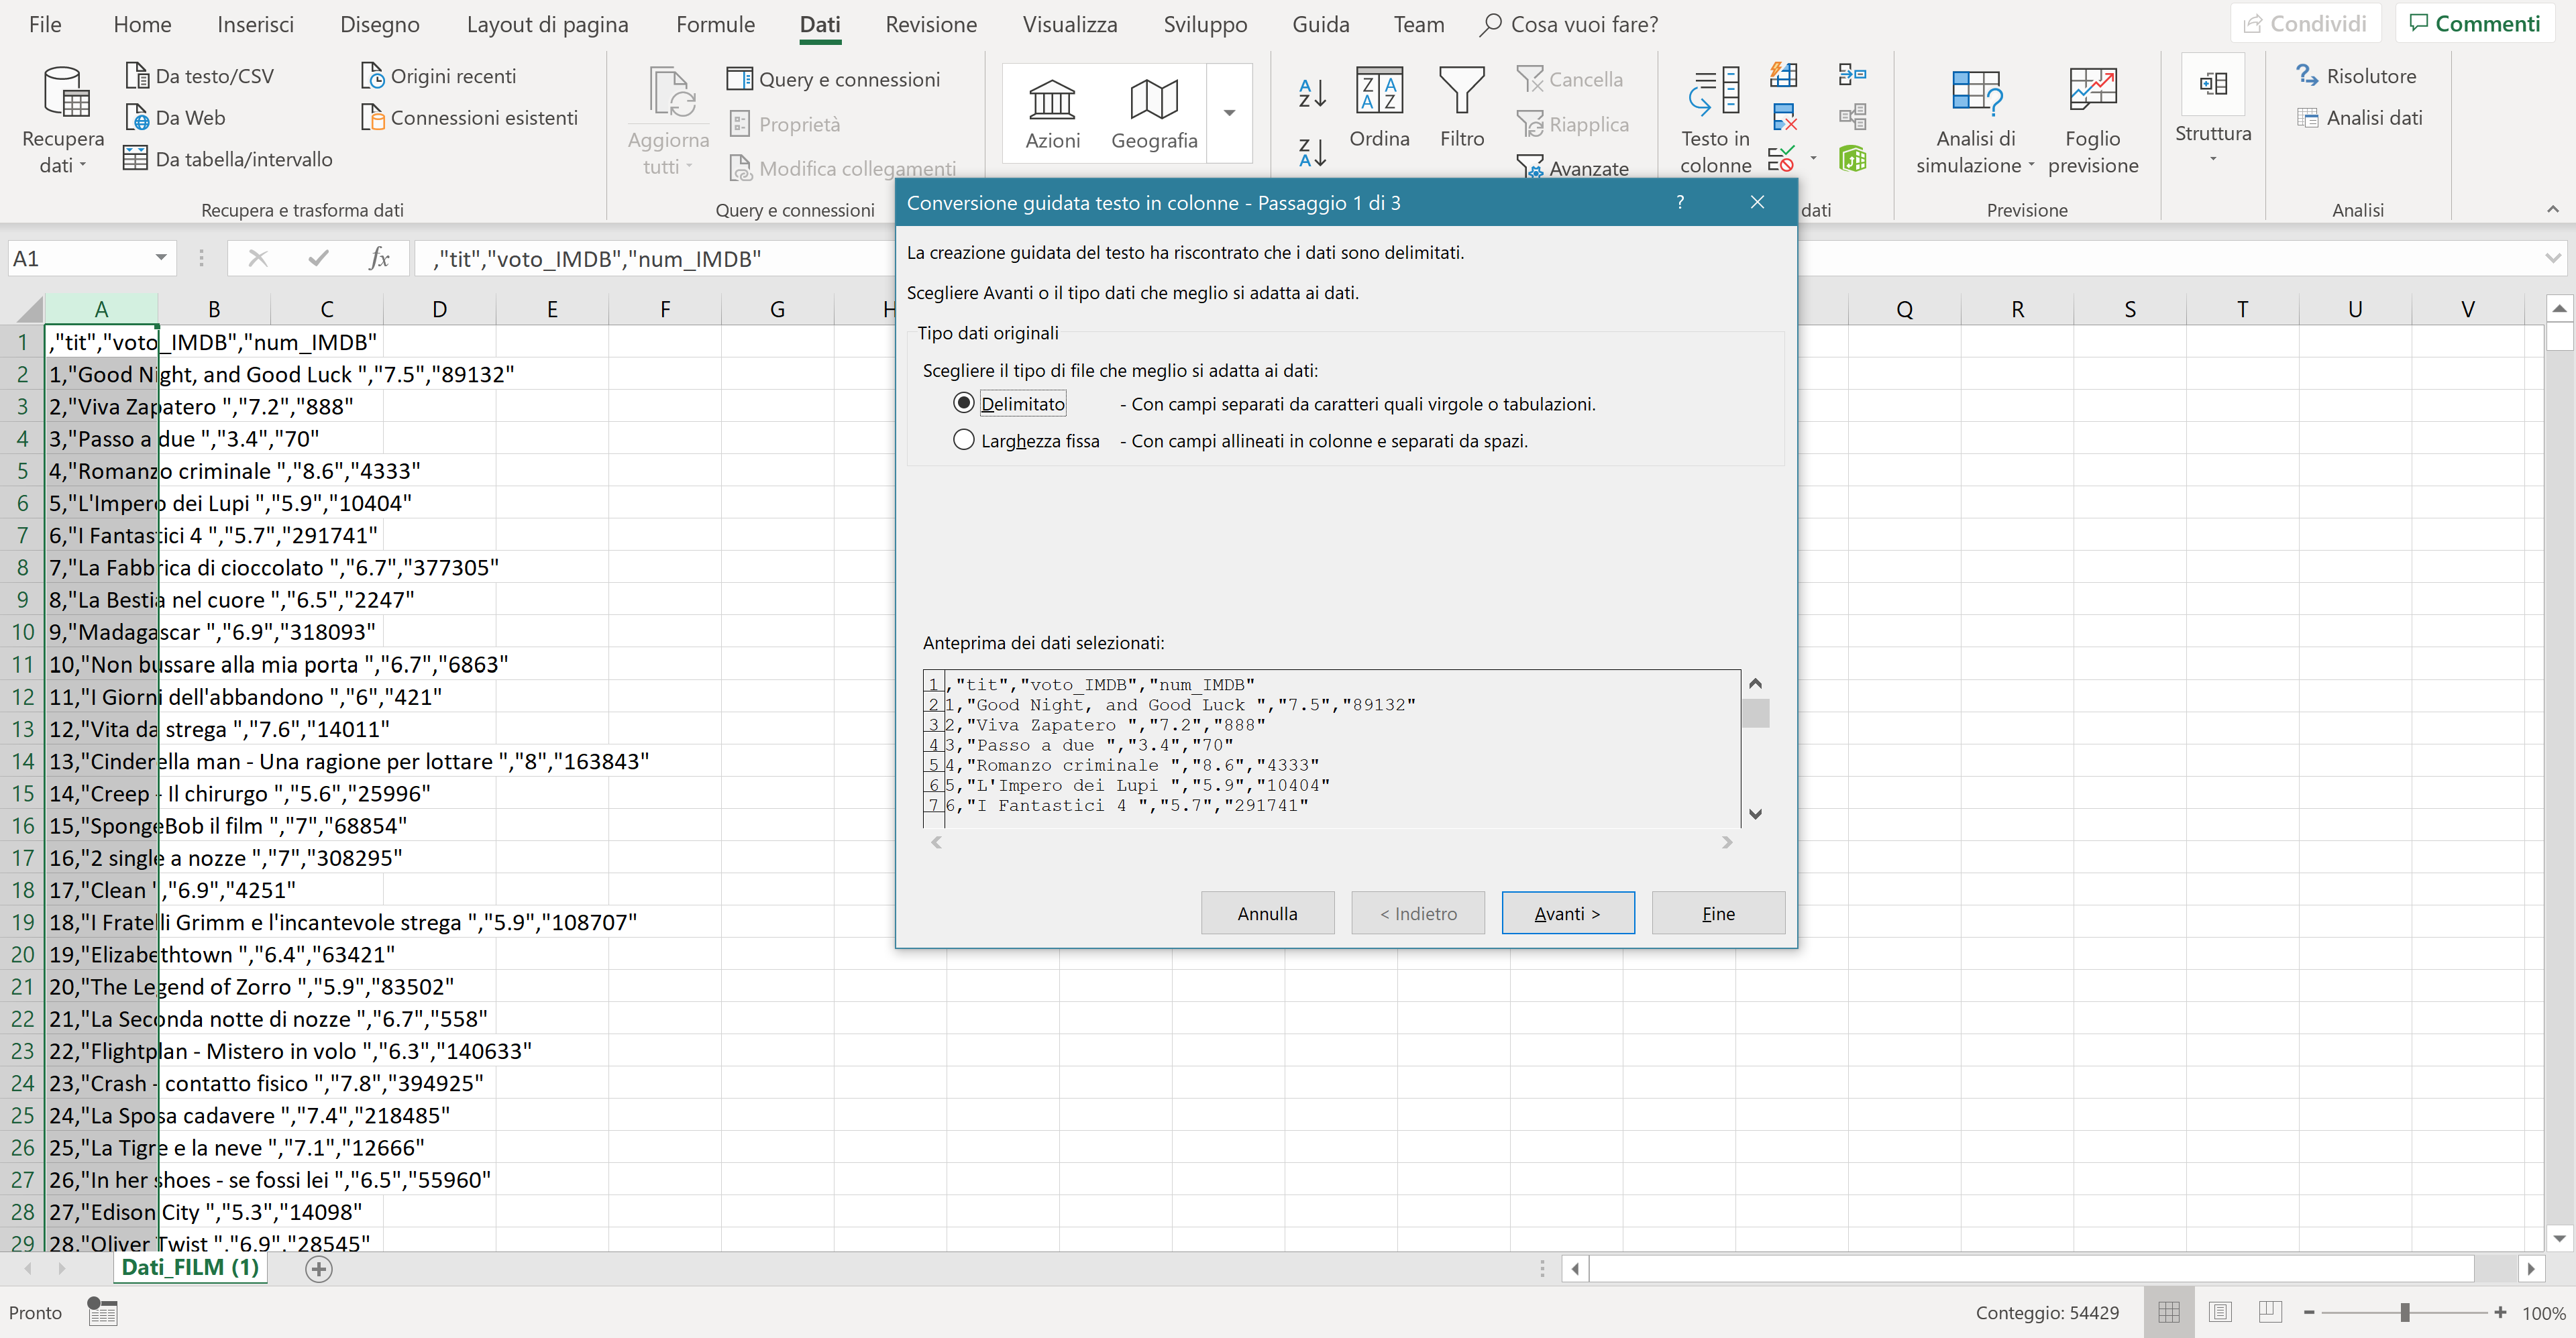 File Home Inserisci Disegno Layout di pagina Formule Dati Revisione Visualizza Sviluppo Guida Team Cosa vuoi fare? Condividi Commenti
Recupera dati
Da testo/CSV
Da Web
Da tabella/intervallo
Origini recenti
Connessioni esistenti
Recupera e trasforma dati
Aggiorna tutti
Query e connessioni
Proprietà
Modifica collegamenti
Query e connessioni
Azioni
Geografia
Ordina
Filtro
Cancella
Riapplica
Avanzate
Testo in colonne
dati
Analisi di simulazione
Foglio previsione
Previsione
Struttura
Risolutore
Analisi dati
Analisi
A1 fx ,"tit","voto_IMDB","num_IMDB"
A B C D E F G H Q R S T U V
1 ,"tit","voto_IMDB","num_IMDB"
2 1,"Good Night, and Good Luck ","7.5","89132"
3 2,"Viva Zapatero ","7.2","888"
4 3,"Passo a due ","3.4","70"
5 4,"Romanzo criminale ","8.6","4333"
6 5,"L'Impero dei Lupi ","5.9","10404"
7 6,"I Fantastici 4 ","5.7","291741"
8 7,"La Fabbrica di cioccolato ","6.7","377305"
9 8,"La Bestia nel cuore ","6.5","2247"
10 9,"Madagascar ","6.9","318093"
11 10,"Non bussare alla mia porta ","6.7","6863"
12 11,"I Giorni dell'abbandono ","6","421"
13 12,"Vita da strega ","7.6","14011"
14 13,"Cinderella man - Una ragione per lottare ","8","163843"
15 14,"Creep - Il chirurgo ","5.6","25996"
16 15,"SpongeBob il film ","7","68854"
17 16,"2 single a nozze ","7","308295"
18 17,"Clean ","6.9","4251"
19 18,"I Fratelli Grimm e l'incantevole strega ","5.9","108707"
20 19,"Elizabethtown ","6.4","63421"
21 20,"The Legend of Zorro ","5.9","83502"
22 21,"La Seconda notte di nozze ","6.7","558"
23 22,"Flightplan - Mistero in volo ","6.3","140633"
24 23,"Crash - contatto fisico ","7.8","394925"
25 24,"La Sposa cadavere ","7.4","218485"
26 25,"La Tigre e la neve ","7.1","12666"
27 26,"In her shoes - se fossi lei ","6.5","55960"
28 27,"Edison City ","5.3","14098"
29 28,"Oliver Twist ","6.9","28545"
Conversione guidata testo in colonne - Passaggio 1 di 3 ?
La creazione guidata del testo ha riscontrato che i dati sono delimitati.
Scegliere Avanti o il tipo dati che meglio si adatta ai dati.
Tipo dati originali
Scegliere il tipo di file che meglio si adatta ai dati:
Delimitato - Con campi separati da caratteri quali virgole o tabulazioni.
Larghezza fissa - Con campi allineati in colonne e separati da spazi.
Anteprima dei dati selezionati:
1 ,"tit","voto_IMDB","num_IMDB"
2 1,"Good Night, and Good Luck ","7.5","89132"
3 2,"Viva Zapatero ","7.2","888"
4 3,"Passo a due ","3.4","70"
5 4,"Romanzo criminale ","8.6","4333"
6 5,"L'Impero dei Lupi ","5.9","10404"
7 6,"I Fantastici 4 ","5.7","291741"
Annulla < Indietro Avanti > Fine
Dati_FILM (1)
Pronto Conteggio: 54429 100%